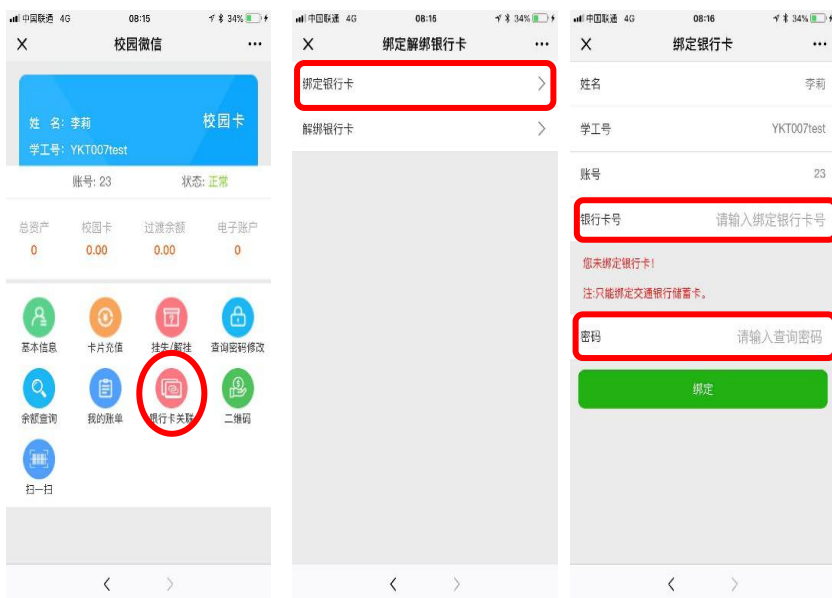 中国联通 4G 08:15 34%
校园微信
姓 名: 李莉 校园卡
学工号: YKT007test
账号: 23 状态: 正常
总资产 校园卡 过渡余额 电子账户
0 0.00 0.00 0
基本信息 卡片充值 挂失/解挂 查询密码修改
余额查询 我的账单 银行卡关联 二维码
扫一扫
中国联通 4G 08:16 34%
绑定解绑银行卡
绑定银行卡
解绑银行卡
中国联通 4G 08:16 34%
绑定银行卡
姓名 李莉
学工号 YKT007test
账号 23
银行卡号 请输入绑定银行卡号
您未绑定银行卡!
注:只能绑定交通银行储蓄卡。
密码 请输入查询密码
绑定